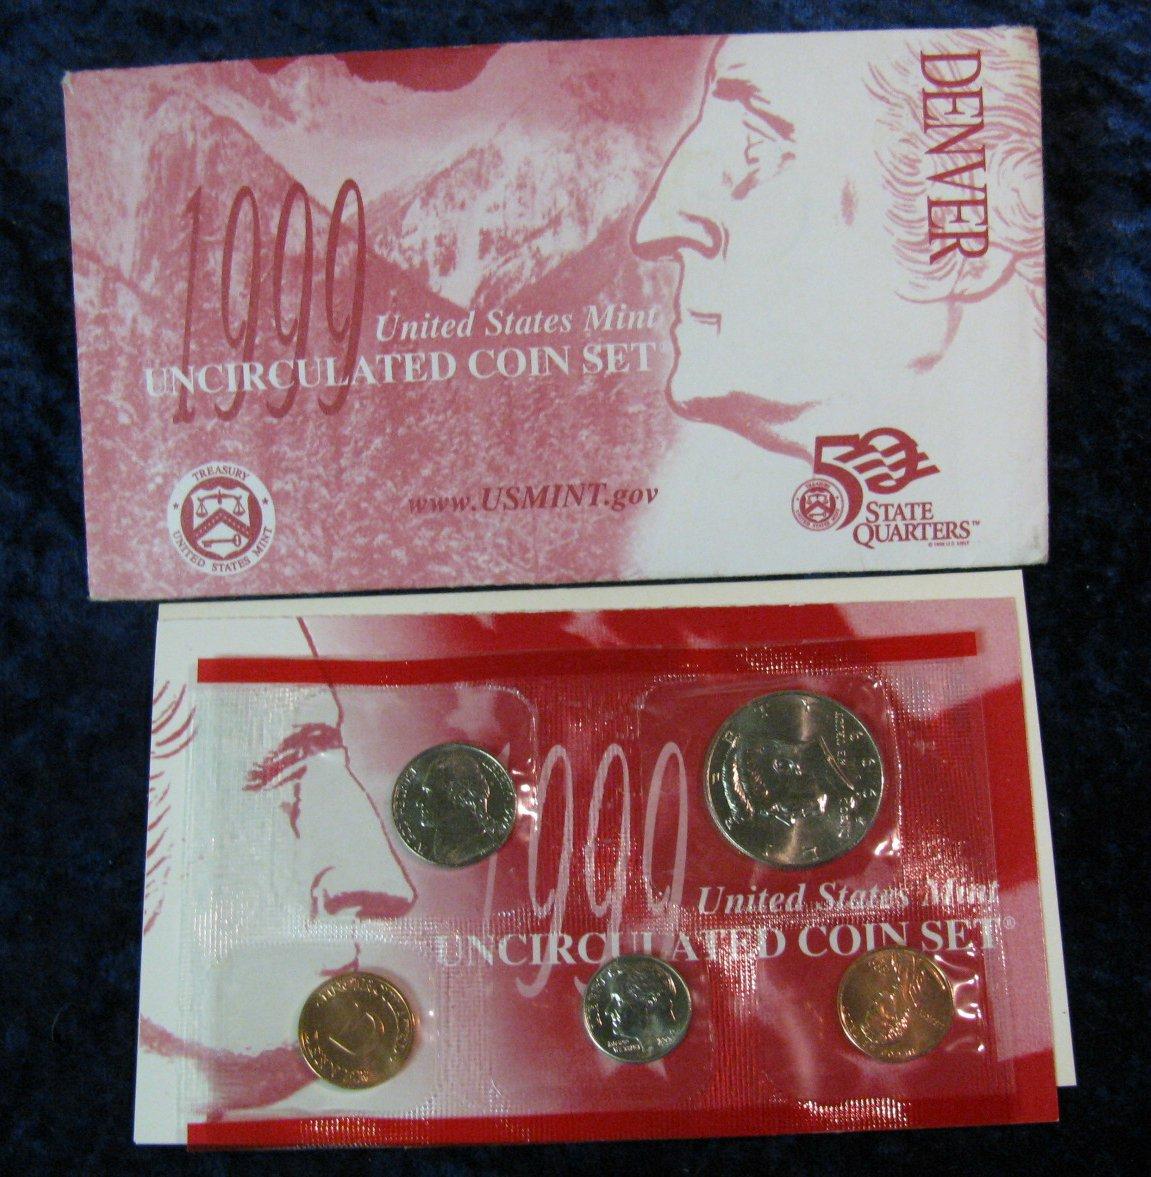 DENVER
1999
United States Mint
UNCIRCULATED COIN SET
TREASURY
UNITED STATES MINT
www.USMINT.gov
50
STATE
QUARTERS™
1999
United States Mint
UNCIRCULATED COIN SET®